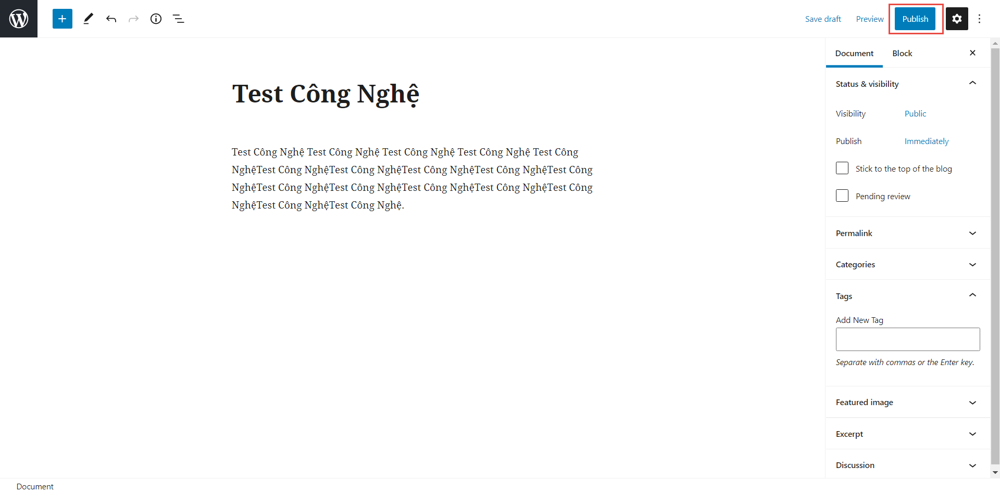 Save draft Preview Publish
Document Block
Test Công Nghệ
Test Công Nghệ Test Công Nghệ Test Công Nghệ Test Công Nghệ Test Công
NghệTest Công NghệTest Công NghệTest Công NghệTest Công NghệTest Công
NghệTest Công NghệTest Công NghệTest Công NghệTest Công NghệTest Công
NghệTest Công NghệTest Công Nghệ.
Status & visibility
Visibility Public
Publish Immediately
Stick to the top of the blog
Pending review
Permalink
Categories
Tags
Add New Tag
Separate with commas or the Enter key.
Featured image
Excerpt
Discussion
Document